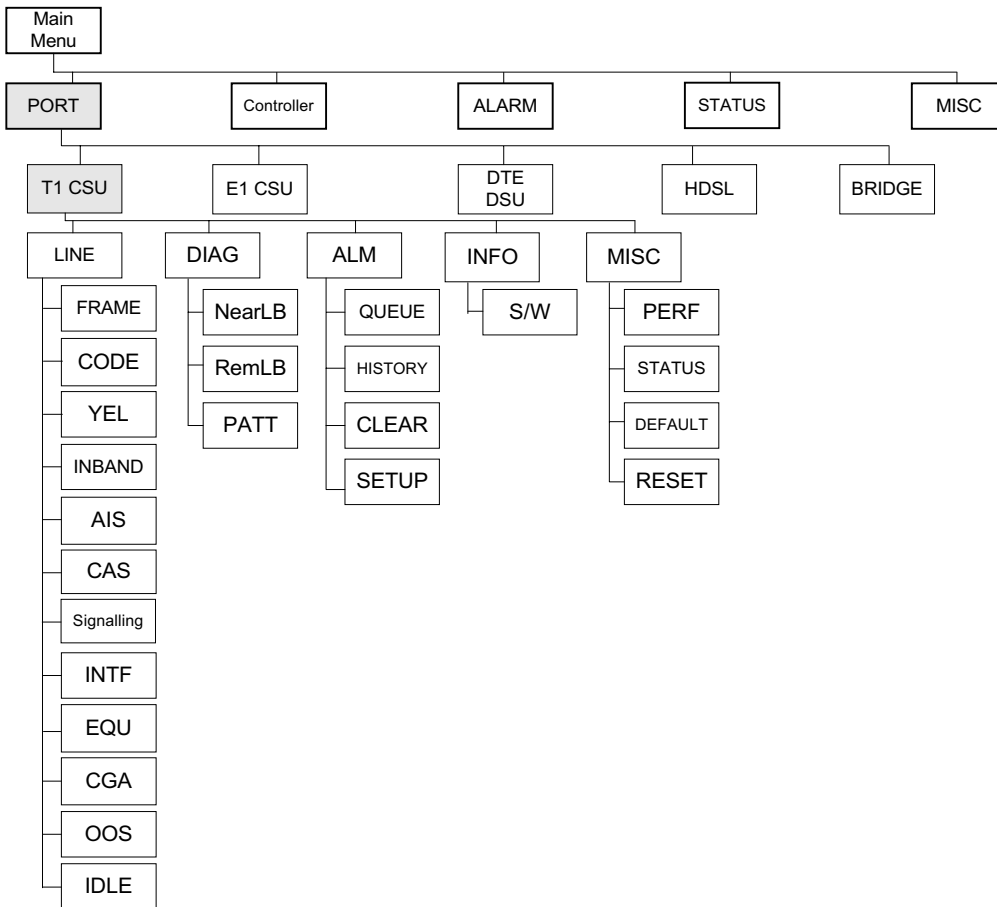 Main
Menu
PORT
Controller
ALARM
STATUS
MISC
T1 CSU
E1 CSU
DTE
DSU
HDSL
BRIDGE
LINE
DIAG
ALM
INFO
MISC
FRAME
NearLB
QUEUE
S/W
PERF
CODE
RemLB
HISTORY
STATUS
YEL
PATT
CLEAR
DEFAULT
INBAND
SETUP
RESET
AIS
CAS
Signalling
INTF
EQU
CGA
OOS
IDLE